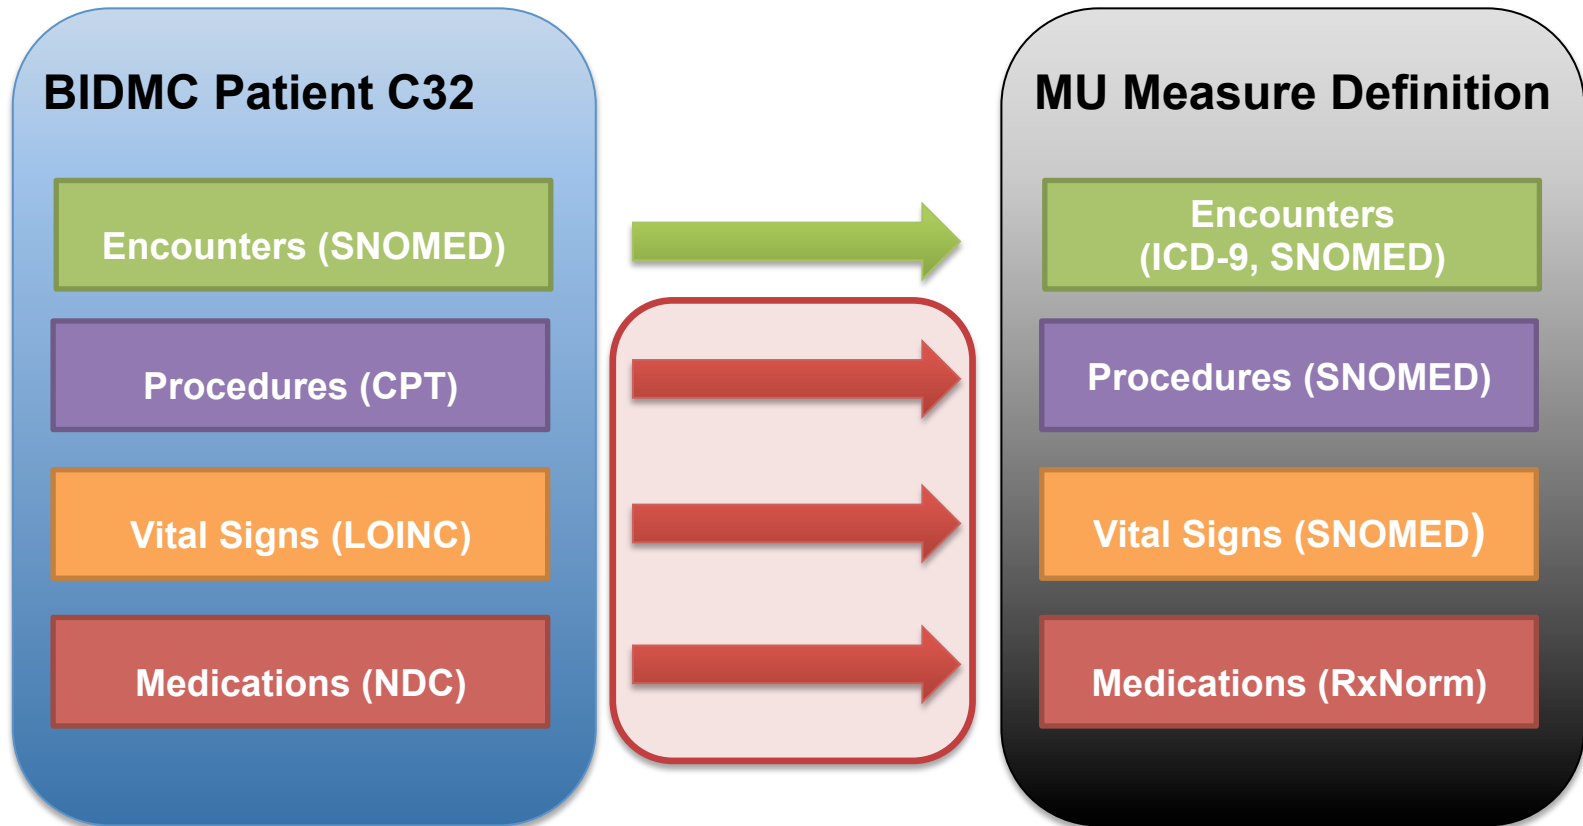 BIDMC Patient C32
Encounters (SNOMED)
Procedures (CPT)
Vital Signs (LOINC)
Medications (NDC)
MU Measure Definition
Encounters
(ICD-9, SNOMED)
Procedures (SNOMED)
Vital Signs (SNOMED)
Medications (RxNorm)